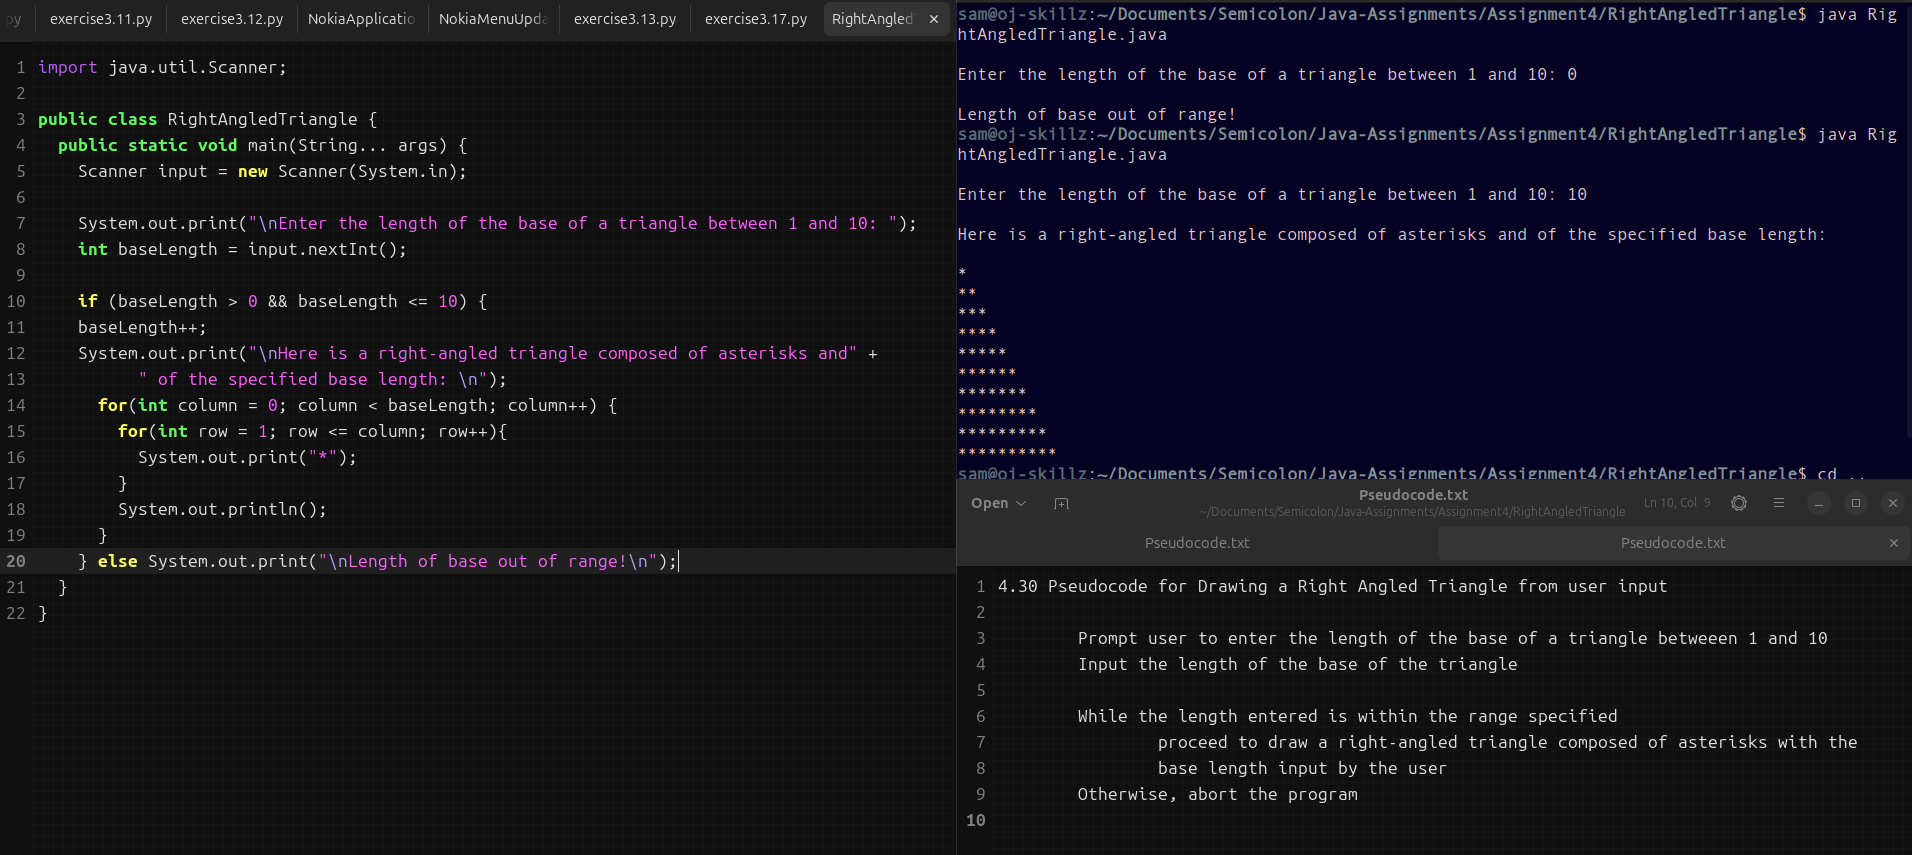 py exercise3.11.py exercise3.12.py NokiaApplicatio NokiaMenuUpda exercise3.13.py exercise3.17.py RightAngled ×
1 import java.util.Scanner;
2
3 public class RightAngledTriangle {
4   public static void main(String... args) {
5     Scanner input = new Scanner(System.in);
6
7     System.out.print("\nEnter the length of the base of a triangle between 1 and 10: ");
8     int baseLength = input.nextInt();
9
10     if (baseLength > 0 && baseLength <= 10) {
11     baseLength++;
12     System.out.print("\nHere is a right-angled triangle composed of asterisks and" +
13           " of the specified base length: \n");
14       for(int column = 0; column < baseLength; column++) {
15         for(int row = 1; row <= column; row++){
16           System.out.print("*");
17         }
18         System.out.println();
19       }
20     } else System.out.print("\nLength of base out of range!\n");
21   }
22 }
sam@oj-skillz:~/Documents/Semicolon/Java-Assignments/Assignment4/RightAngledTriangle$ java Rig
htAngledTriangle.java
Enter the length of the base of a triangle between 1 and 10: 0
Length of base out of range!
sam@oj-skillz:~/Documents/Semicolon/Java-Assignments/Assignment4/RightAngledTriangle$ java Rig
htAngledTriangle.java
Enter the length of the base of a triangle between 1 and 10: 10
Here is a right-angled triangle composed of asterisks and of the specified base length:
*
**
***
****
*****
******
*******
********
*********
**********
sam@oj-skillz:~/Documents/Semicolon/Java-Assignments/Assignment4/RightAngledTriangle$ cd ..
Open Pseudocode.txt Ln 10, Col 9
~/Documents/Semicolon/Java-Assignments/Assignment4/RightAngledTriangle
Pseudocode.txt Pseudocode.txt ×
1 4.30 Pseudocode for Drawing a Right Angled Triangle from user input
2
3         Prompt user to enter the length of the base of a triangle betweeen 1 and 10
4         Input the length of the base of the triangle
5
6         While the length entered is within the range specified
7                 proceed to draw a right-angled triangle composed of asterisks with the
8                 base length input by the user
9         Otherwise, abort the program
10